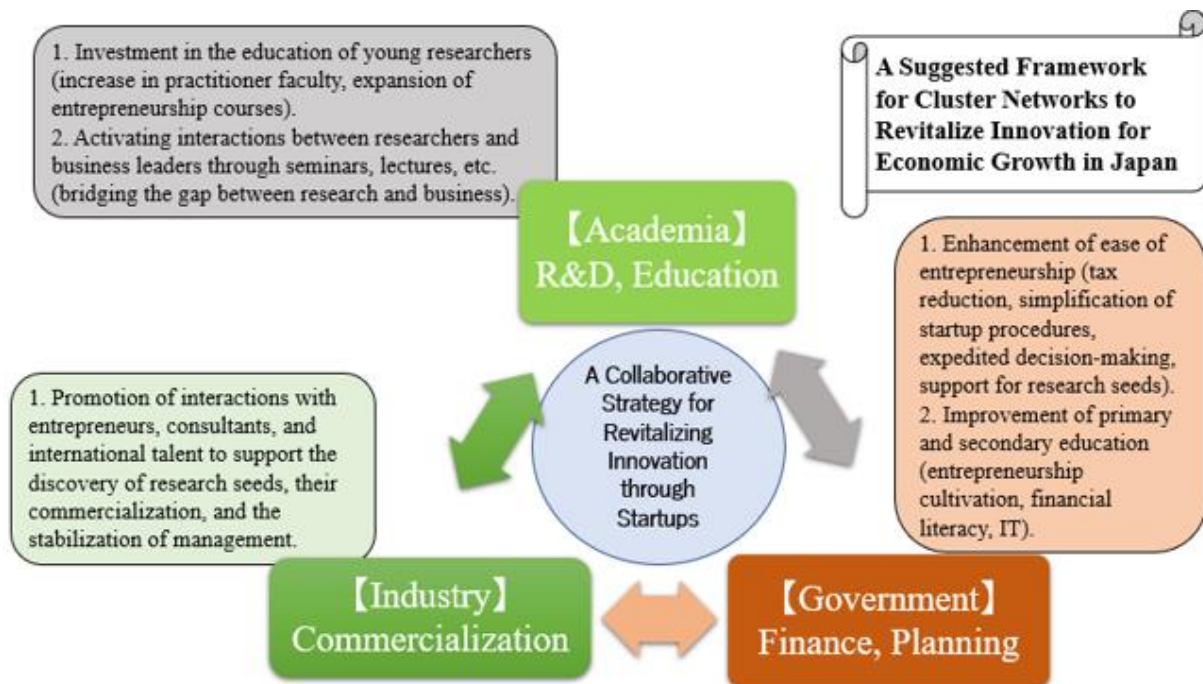 1. Investment in the education of young researchers
(increase in practitioner faculty, expansion of
entrepreneurship courses).
2. Activating interactions between researchers and
business leaders through seminars, lectures, etc.
(bridging the gap between research and business).
A Suggested Framework
for Cluster Networks to
Revitalize Innovation for
Economic Growth in Japan
【Academia】
R&D, Education
1. Enhancement of ease of
entrepreneurship (tax
reduction, simplification of
startup procedures,
expedited decision-making,
support for research seeds).
2. Improvement of primary
and secondary education
(entrepreneurship
cultivation, financial
literacy, IT).
A Collaborative
Strategy for
Revitalizing
Innovation
through
Startups
1. Promotion of interactions with
entrepreneurs, consultants, and
international talent to support the
discovery of research seeds, their
commercialization, and the
stabilization of management.
【Industry】
Commercialization
【Government】
Finance, Planning